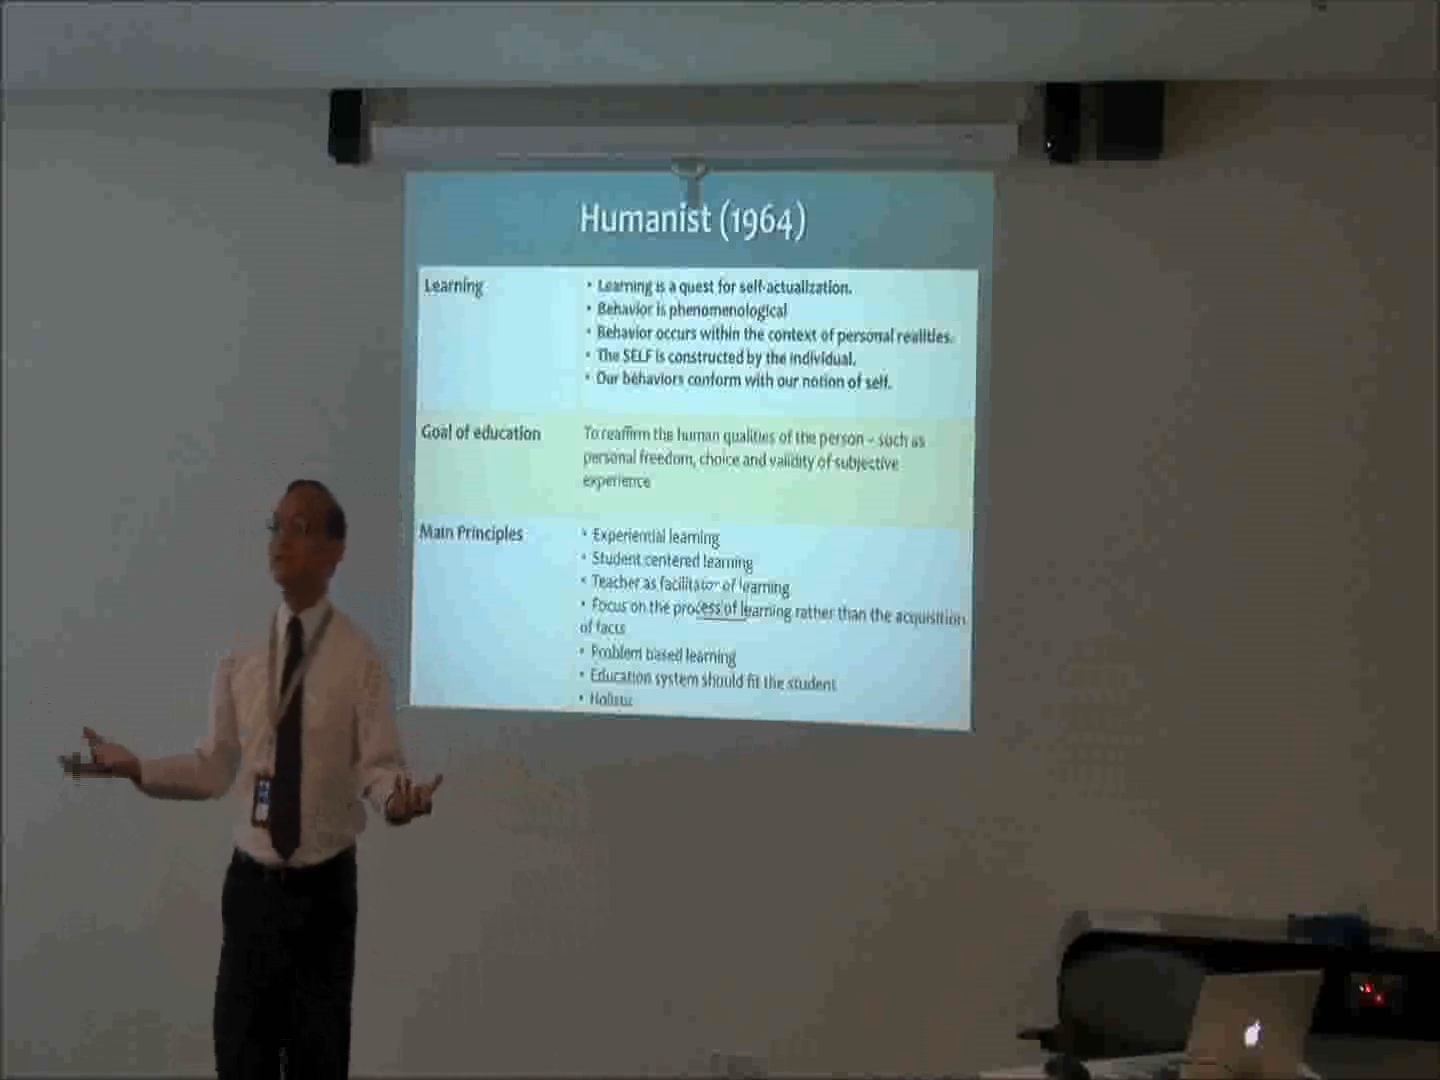 Humanist (1964)
Learning
• Learning is a quest for self-actualization.
• Behavior is phenomenological
• Behavior occurs within the context of personal realities.
• The SELF is constructed by the individual.
• Our behaviors conform with our notion of self.
Goal of education
To reaffirm the human qualities of the person – such as
personal freedom, choice and validity of subjective
experience
Main Principles
• Experiential learning
• Student centered learning
• Teacher as facilitator of learning
• Focus on the process of learning rather than the acquisition
of facts
• Problem based learning
• Education system should fit the student
• Holistic